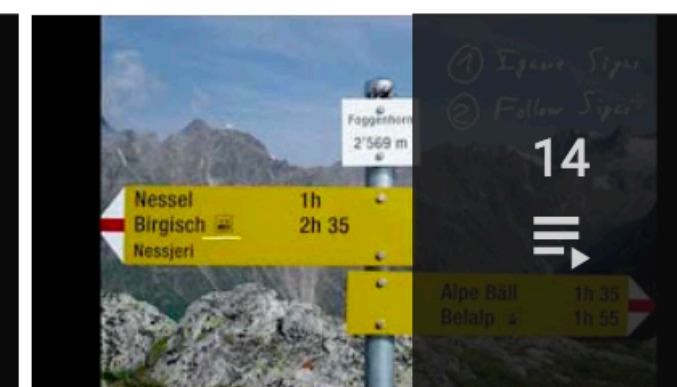 ① Ignore Signs
② Follow Signs
Foggenhorn
2'569 m
14
Nessel 1h
Birgisch 2h 35
Nessjeri
Alpe Bäll 1h 35
Belalp 1h 55